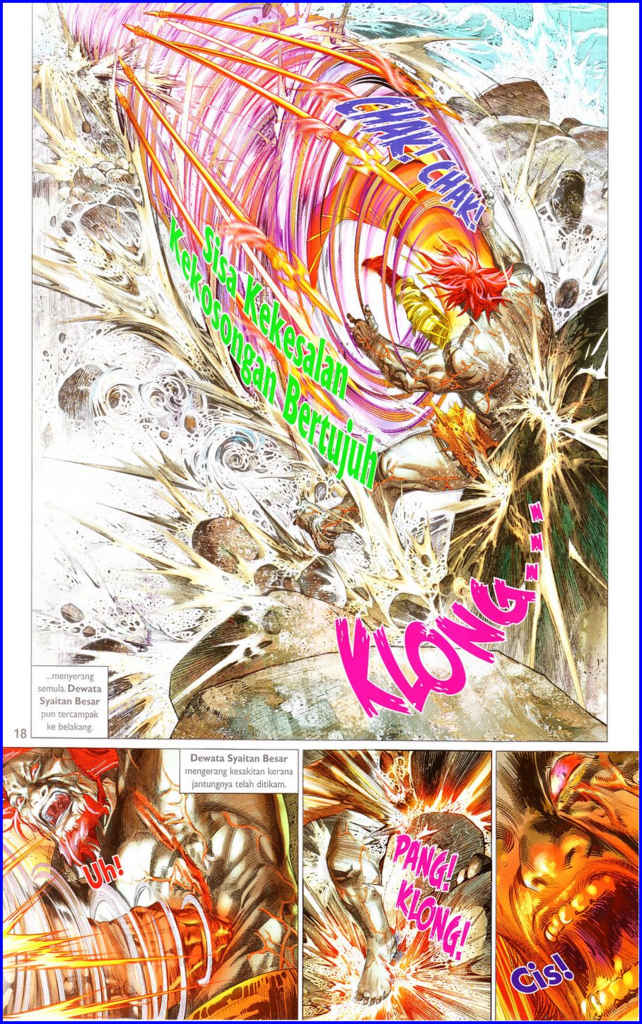 CHAK! CHAK!
Sisa Kekesalan
Kekosongan Bertujuh
KLONG...
...menyerang
semula. Dewata
Syaitan Besar
pun tercampak
ke belakang.
18
Dewata Syaitan Besar
mengerang kesakitan kerana
jantungnya telah ditikam.
Uh!
PANG!
KLONG!
Cis!